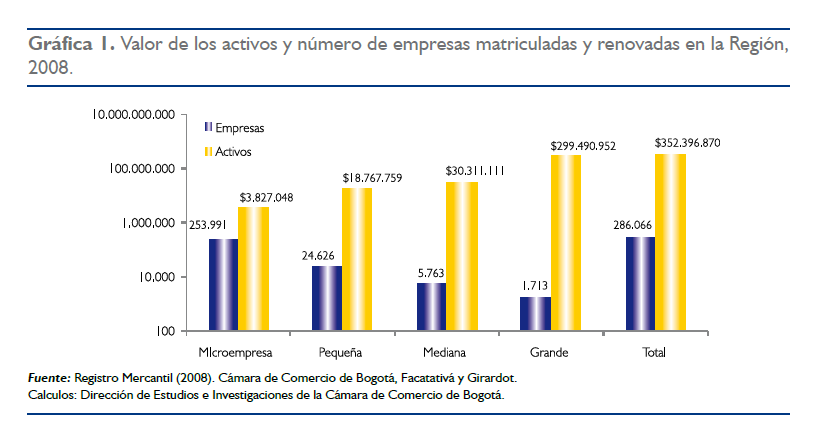 Gráfica 1. Valor de los activos y número de empresas matriculadas y renovadas en la Región,
2008.
10.000.000.000
Empresas
Activos
$299.490.952
$352.396.870
100,000.000
$18.767.759
$30.311.111
$3.827.048
1,000,000
253.991
286.066
24.626
10,000
5.763
1.713
100
MIcroempresa
Pequeña
Mediana
Grande
Total
Fuente: Registro Mercantil (2008). Cámara de Comercio de Bogotá, Facatativá y Girardot.
Calculos: Dirección de Estudios e Investigaciones de la Cámara de Comercio de Bogotá.